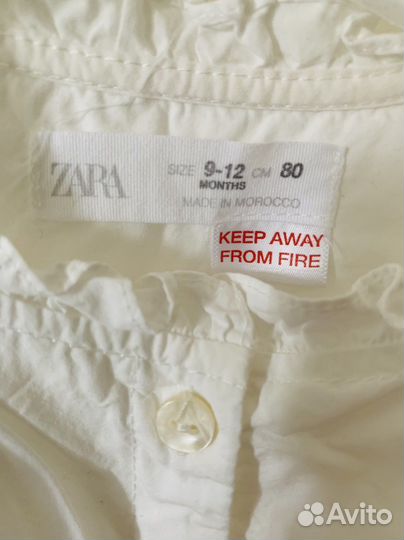 ZARA
SIZE 9-12 CM 80
MONTHS
MADE IN MOROCCO
KEEP AWAY
FROM FIRE
Avito